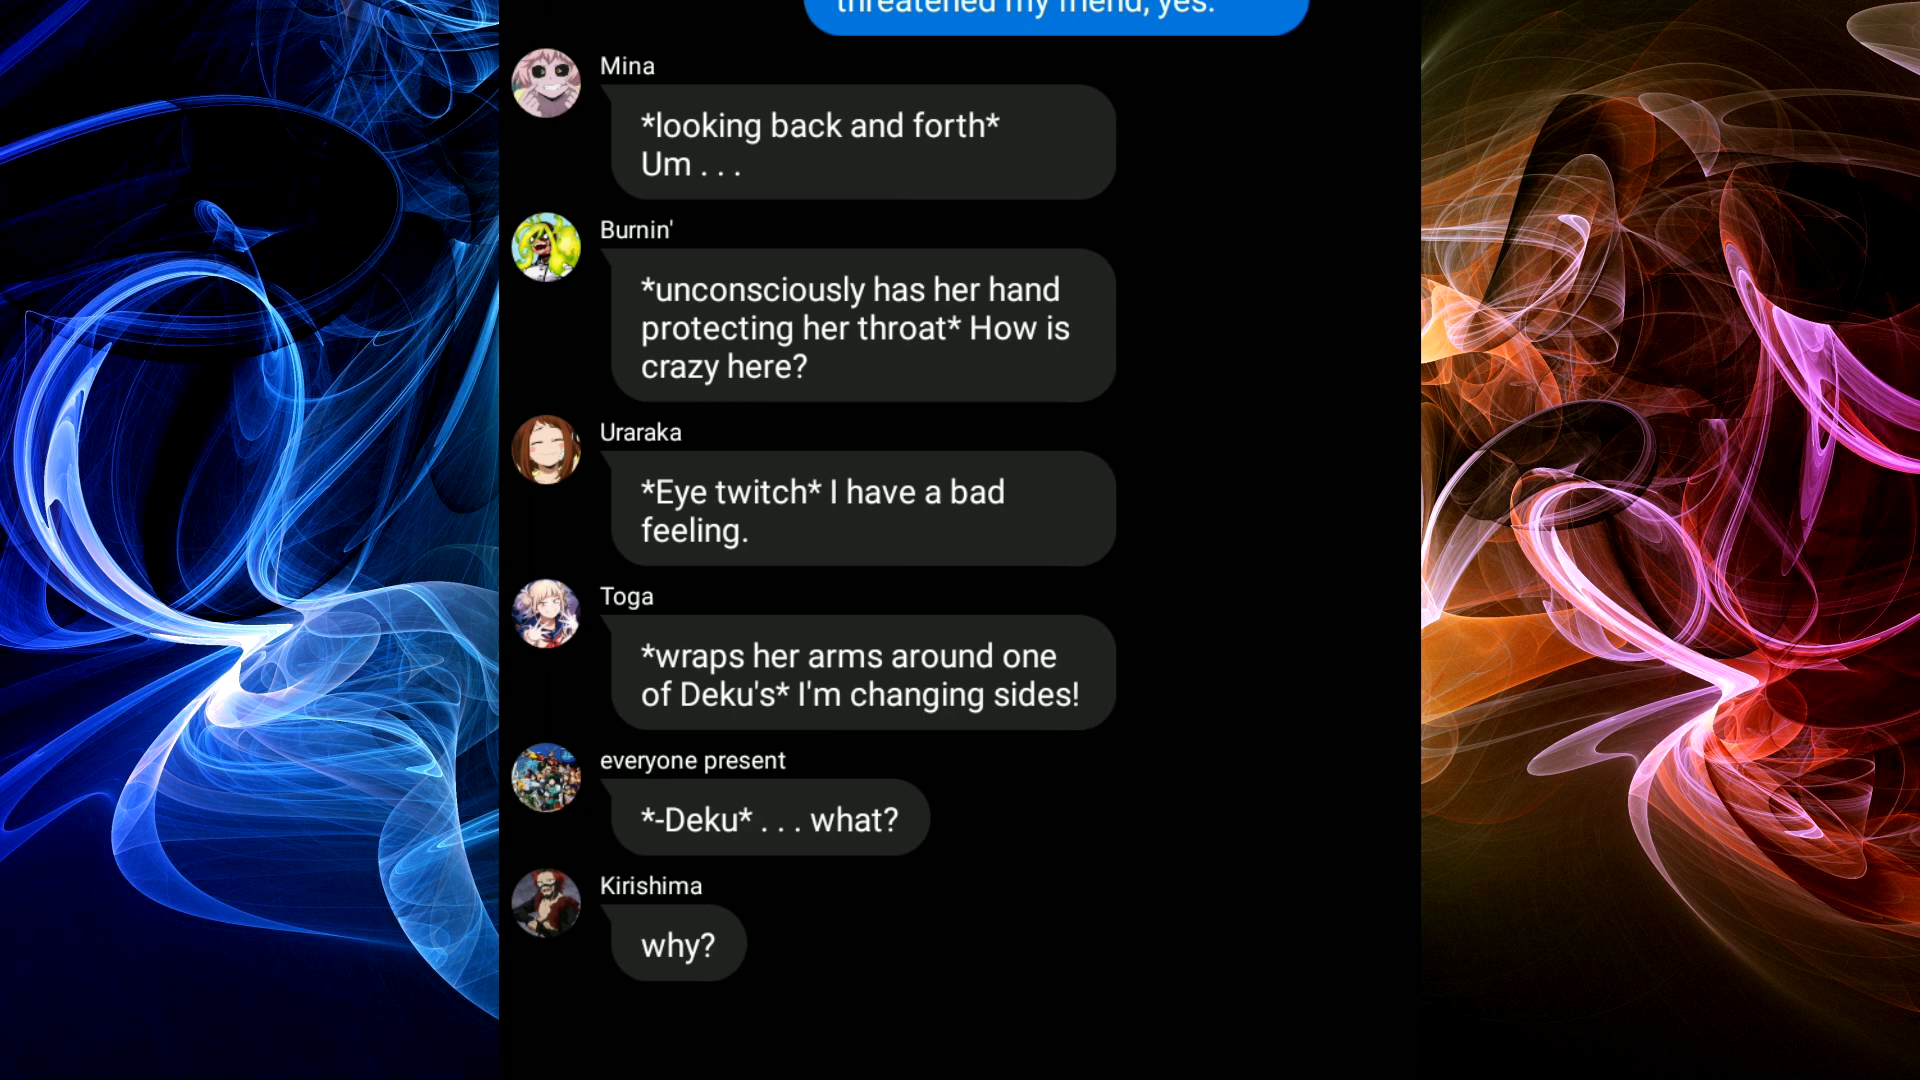 threatened my friend, yes.
Mina
*looking back and forth*
Um . . .
Burnin'
*unconsciously has her hand
protecting her throat* How is
crazy here?
Uraraka
*Eye twitch* I have a bad
feeling.
Toga
*wraps her arms around one
of Deku's* I'm changing sides!
everyone present
*-Deku* . . . what?
Kirishima
why?